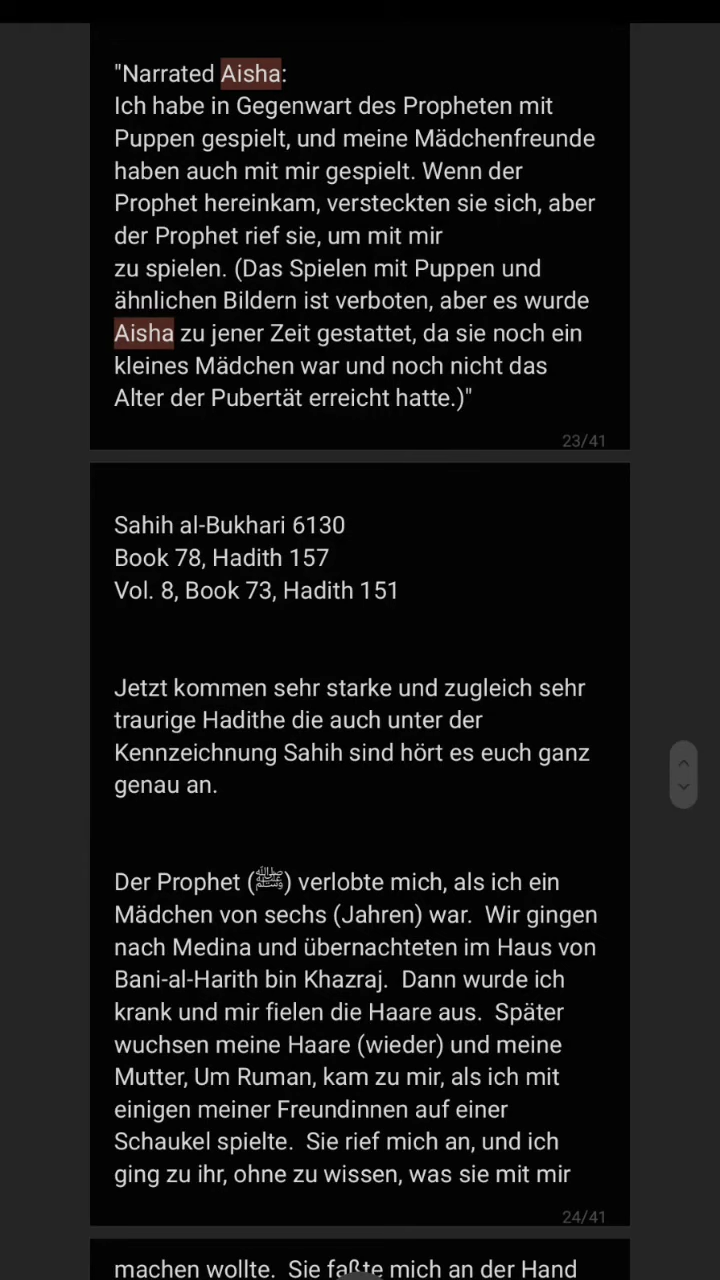 "Narrated Aisha:
Ich habe in Gegenwart des Propheten mit
Puppen gespielt, und meine Mädchenfreunde
haben auch mit mir gespielt. Wenn der
Prophet hereinkam, versteckten sie sich, aber
der Prophet rief sie, um mit mir
zu spielen. (Das Spielen mit Puppen und
ähnlichen Bildern ist verboten, aber es wurde
Aisha zu jener Zeit gestattet, da sie noch ein
kleines Mädchen war und noch nicht das
Alter der Pubertät erreicht hatte.)"
23/41
Sahih al-Bukhari 6130
Book 78, Hadith 157
Vol. 8, Book 73, Hadith 151
Jetzt kommen sehr starke und zugleich sehr
traurige Hadithe die auch unter der
Kennzeichnung Sahih sind hört es euch ganz
genau an.
Der Prophet (ﷺ) verlobte mich, als ich ein
Mädchen von sechs (Jahren) war.  Wir gingen
nach Medina und übernachteten im Haus von
Bani-al-Harith bin Khazraj.  Dann wurde ich
krank und mir fielen die Haare aus.  Später
wuchsen meine Haare (wieder) und meine
Mutter, Um Ruman, kam zu mir, als ich mit
einigen meiner Freundinnen auf einer
Schaukel spielte.  Sie rief mich an, und ich
ging zu ihr, ohne zu wissen, was sie mit mir
24/41
machen wollte.  Sie faßte mich an der Hand